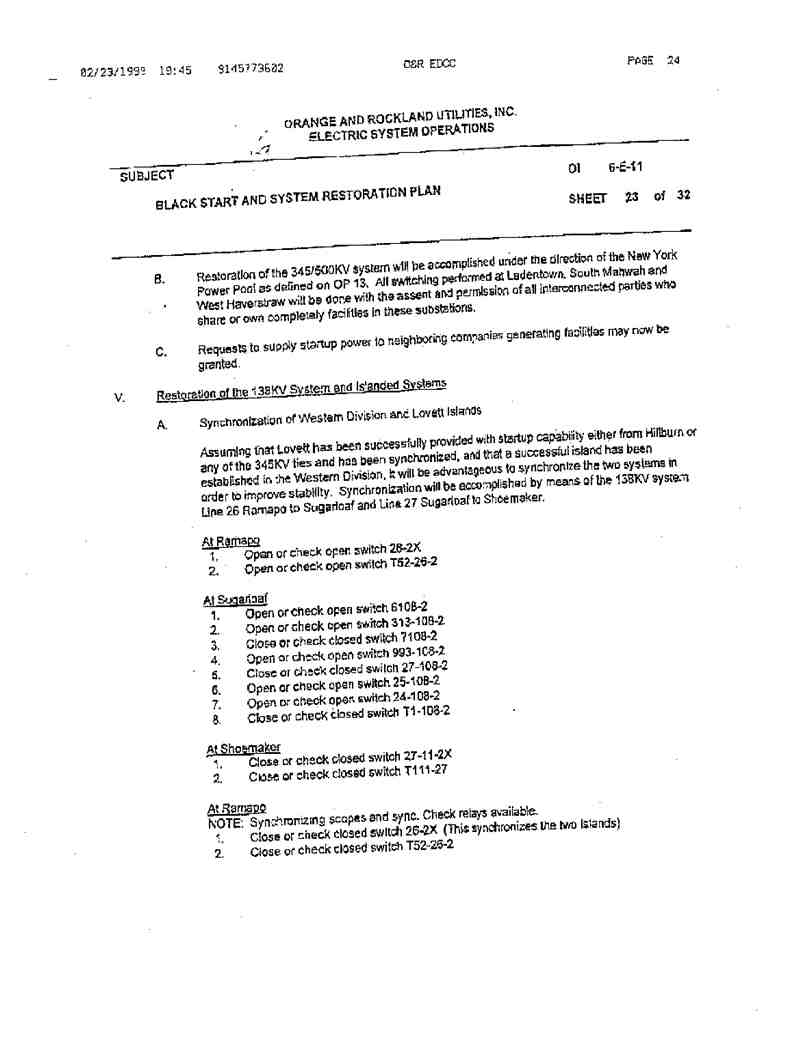 02/23/1999 19:45 9145773602 O&R EDCC PAGE 24
ORANGE AND ROCKLAND UTILITIES, INC.
ELECTRIC SYSTEM OPERATIONS
SUBJECT
OI 6-E-11
BLACK START AND SYSTEM RESTORATION PLAN
SHEET 23 of 32
B. Restoration of the 345/500KV system will be accomplished under the direction of the New York
Power Pool as defined on OP 13. All switching performed at Ladentown, South Mahwah and
West Haverstraw will be done with the assent and permission of all interconnected parties who
share or own completely facilities in these substations.
C. Requests to supply startup power to neighboring companies generating facilities may now be
granted.
V. Restoration of the 138KV System and Islanded Systems
A. Synchronization of Western Division and Lovett Islands
Assuming that Lovett has been successfully provided with startup capability either from Hillburn or
any of the 345KV ties and has been synchronized, and that a successful island has been
established in the Western Division, it will be advantageous to synchronize the two systems in
order to improve stability. Synchronization will be accomplished by means of the 138KV system
Line 26 Ramapo to Sugarloaf and Line 27 Sugarloaf to Shoemaker.
At Ramapo
1. Open or check open switch 26-2X
2. Open or check open switch T52-26-2
At Sugarloaf
1. Open or check open switch 610B-2
2. Open or check open switch 313-108-2
3. Close or check closed switch 7108-2
4. Open or check open switch 993-108-2
5. Close or check closed switch 27-108-2
6. Open or check open switch 25-108-2
7. Open or check open switch 24-108-2
8. Close or check closed switch T1-108-2
At Shoemaker
1. Close or check closed switch 27-11-2X
2. Close or check closed switch T111-27
At Ramapo
NOTE: Synchronizing scopes and sync. Check relays available.
1. Close or check closed switch 26-2X (This synchronizes the two Islands)
2. Close or check closed switch T52-26-2